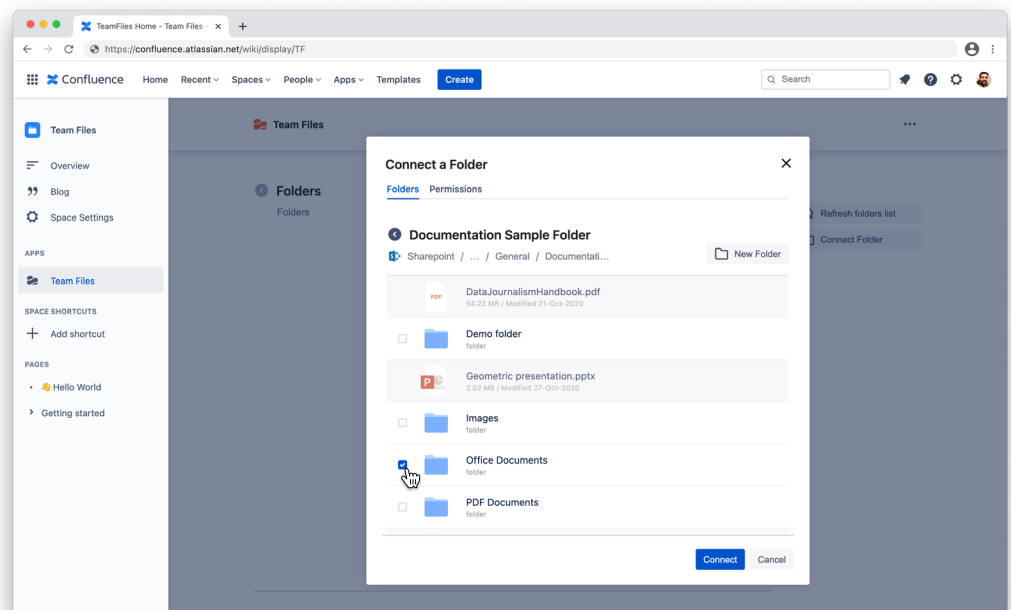 TeamFiles Home - Team Files -
https://confluence.atlassian.net/wiki/display/TF
Confluence Home Recent Spaces People Apps Templates Create Search
Team Files
Overview
Blog
Space Settings
APPS
Team Files
SPACE SHORTCUTS
Add shortcut
PAGES
Hello World
Getting started
Team Files
Folders
Folders
Refresh folders list
Connect Folder
Connect a Folder
Folders Permissions
Documentation Sample Folder
Sharepoint / ... / General / Documentati...
New Folder
PDF
DataJournalismHandbook.pdf
54.22 MB / Modified 21-Oct-2020
Demo folder
folder
P
Geometric presentation.pptx
2.02 MB / Modified 27-Oct-2020
Images
folder
Office Documents
folder
PDF Documents
folder
Connect Cancel